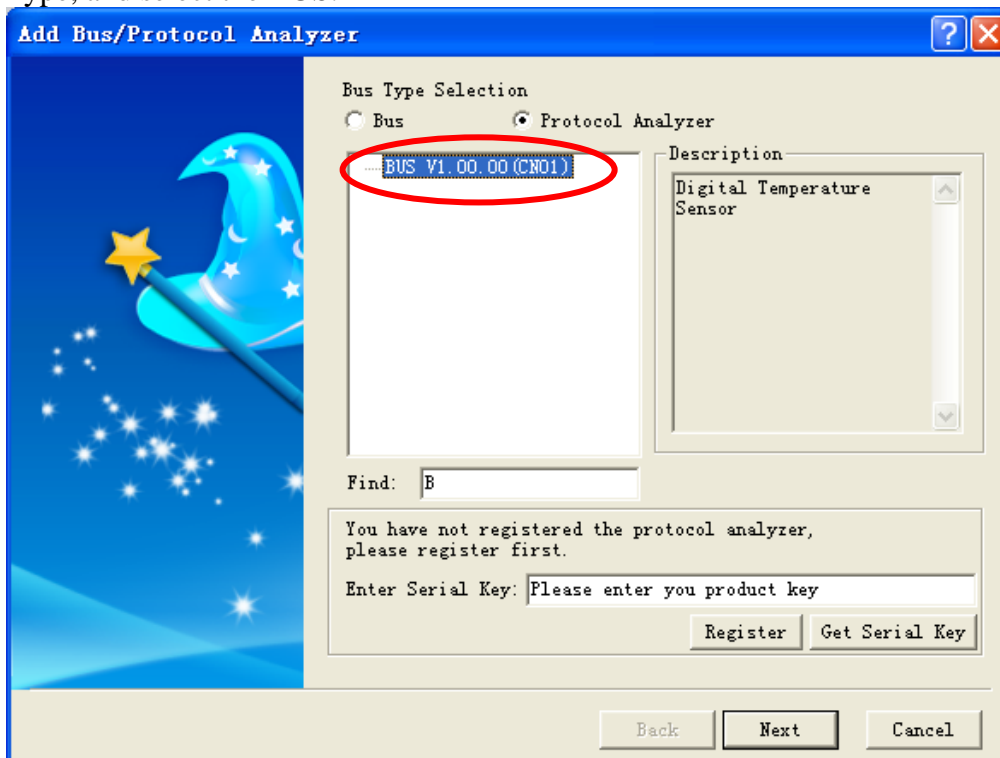 Add Bus/Protocol Analyzer
Bus Type Selection
Bus
Protocol Analyzer
BUS V1.00.00(CN01)
Description
Digital Temperature
Sensor
Find:
B
You have not registered the protocol analyzer,
please register first.
Enter Serial Key:
Please enter you product key
Register
Get Serial Key
Back
Next
Cancel